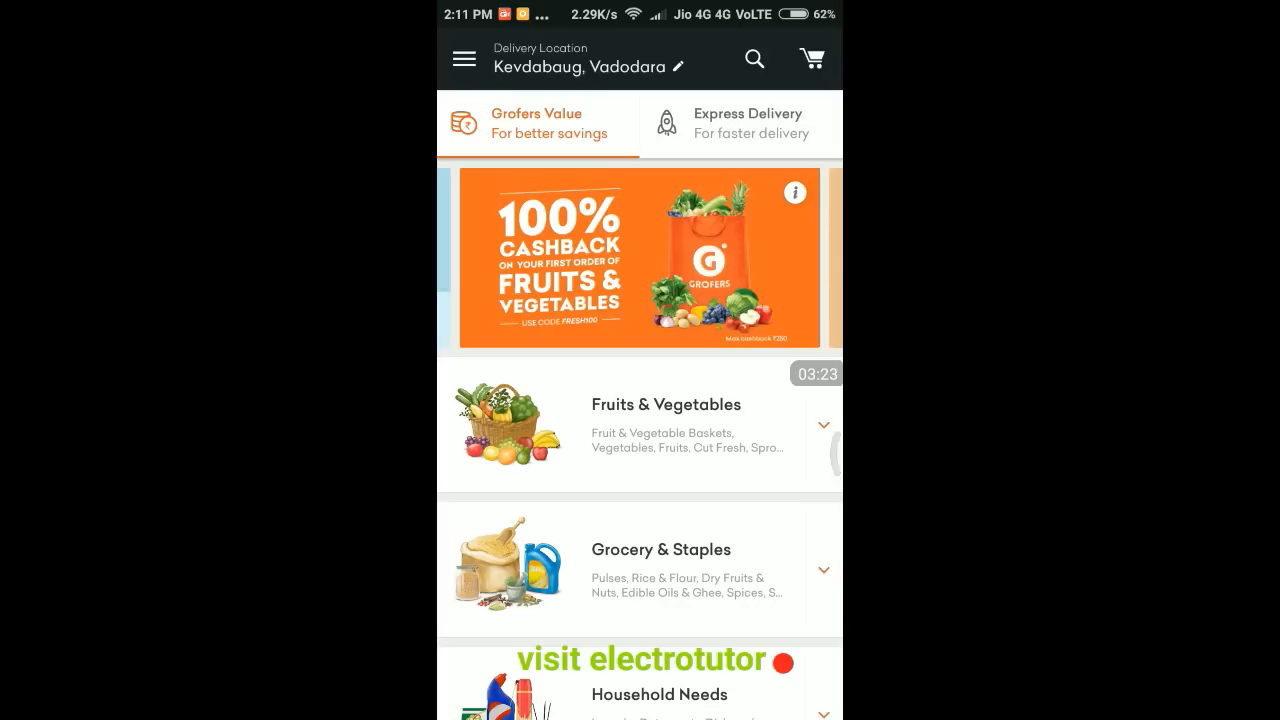 2:11 PM ... 2.29K/s Jio 4G 4G VoLTE 62%
Delivery Location
Kevdabaug, Vadodara
Grofers Value
For better savings
Express Delivery
For faster delivery
100%
CASHBACK
ON YOUR FIRST ORDER OF
FRUITS &
VEGETABLES
USE CODE FRESH100
G
GROFERS
i
Max cashback ₹250
03:23
Fruits & Vegetables
Fruit & Vegetable Baskets,
Vegetables, Fruits, Cut Fresh, Spro...
Grocery & Staples
Pulses, Rice & Flour, Dry Fruits &
Nuts, Edible Oils & Ghee, Spices, S...
visit electrotutor
Household Needs